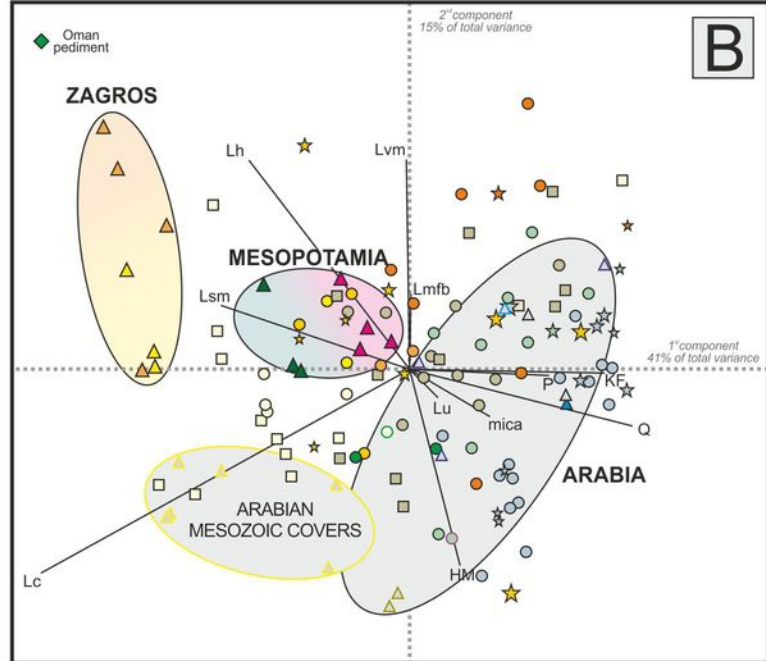 2nd component
15% of total variance
B
Oman
pediment
ZAGROS
Lh
Lvm
MESOPOTAMIA
Lsm
Lmfb
1st component
41% of total variance
P
KF
Lu
mica
Q
ARABIA
ARABIAN
MESOZOIC COVERS
Lc
HM